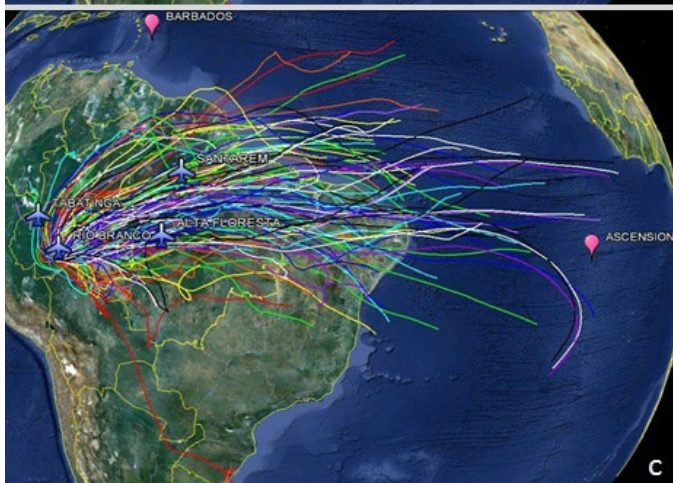 BARBADOS
SANTAREM
TABATINGA
ALTA FLORESTA
RIO BRANCO
ASCENSION
C